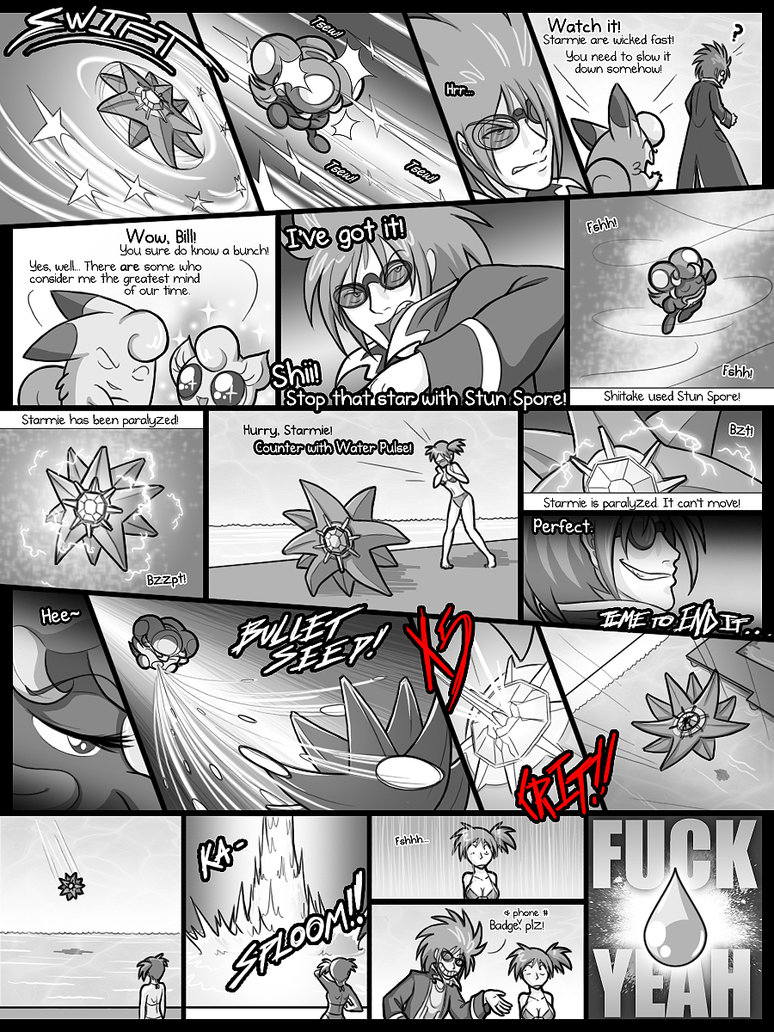 SWIFT
Tsew!
Tsew!
Tsew!
Hrr...
Watch it!
Starmie are wicked fast!
You need to slow it
down somehow!
?
Wow, Bill!
You sure do know a bunch!
Yes, well... There are some who
consider me the greatest mind
of our time.
I've got it!
Shii!
Stop that star with Stun Spore!
Fshh!
Fshh!
Shiitake used Stun Spore!
Starmie has been paralyzed!
Bzzpt!
Hurry, Starmie!
Counter with Water Pulse!
Bzt!
Starmie is paralyzed. It can't move!
Perfect.
TIME TO END IT...
Hee~
BULLET
SEED!
X5
CRIT!!
KA-
SPLOOM!!
Fshhh...
& phone #
Badge, plz!
FUCK
YEAH